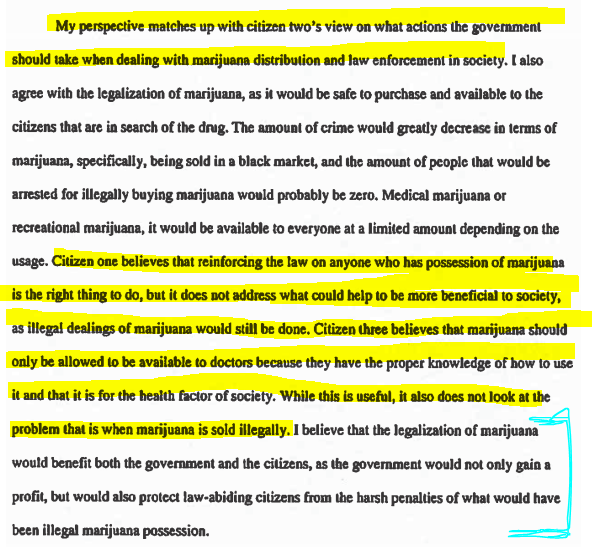 My perspective matches up with citizen two's view on what actions the government
should take when dealing with marijuana distribution and law enforcement in society. I also
agree with the legalization of marijuana, as it would be safe to purchase and available to the
citizens that are in search of the drug. The amount of crime would greatly decrease in terms of
marijuana, specifically, being sold in a black market, and the amount of people that would be
arrested for illegally buying marijuana would probably be zero. Medical marijuana or
recreational marijuana, it would be available to everyone at a limited amount depending on the
usage. Citizen one believes that reinforcing the law on anyone who has possession of marijuana
is the right thing to do, but it does not address what could help to be more beneficial to society,
as illegal dealings of marijuana would still be done. Citizen three believes that marijuana should
only be allowed to be available to doctors because they have the proper knowledge of how to use
it and that it is for the health factor of society. While this is useful, it also does not look at the
problem that is when marijuana is sold illegally. I believe that the legalization of marijuana
would benefit both the government and the citizens, as the government would not only gain a
profit, but would also protect law-abiding citizens from the harsh penalties of what would have
been illegal marijuana possession.